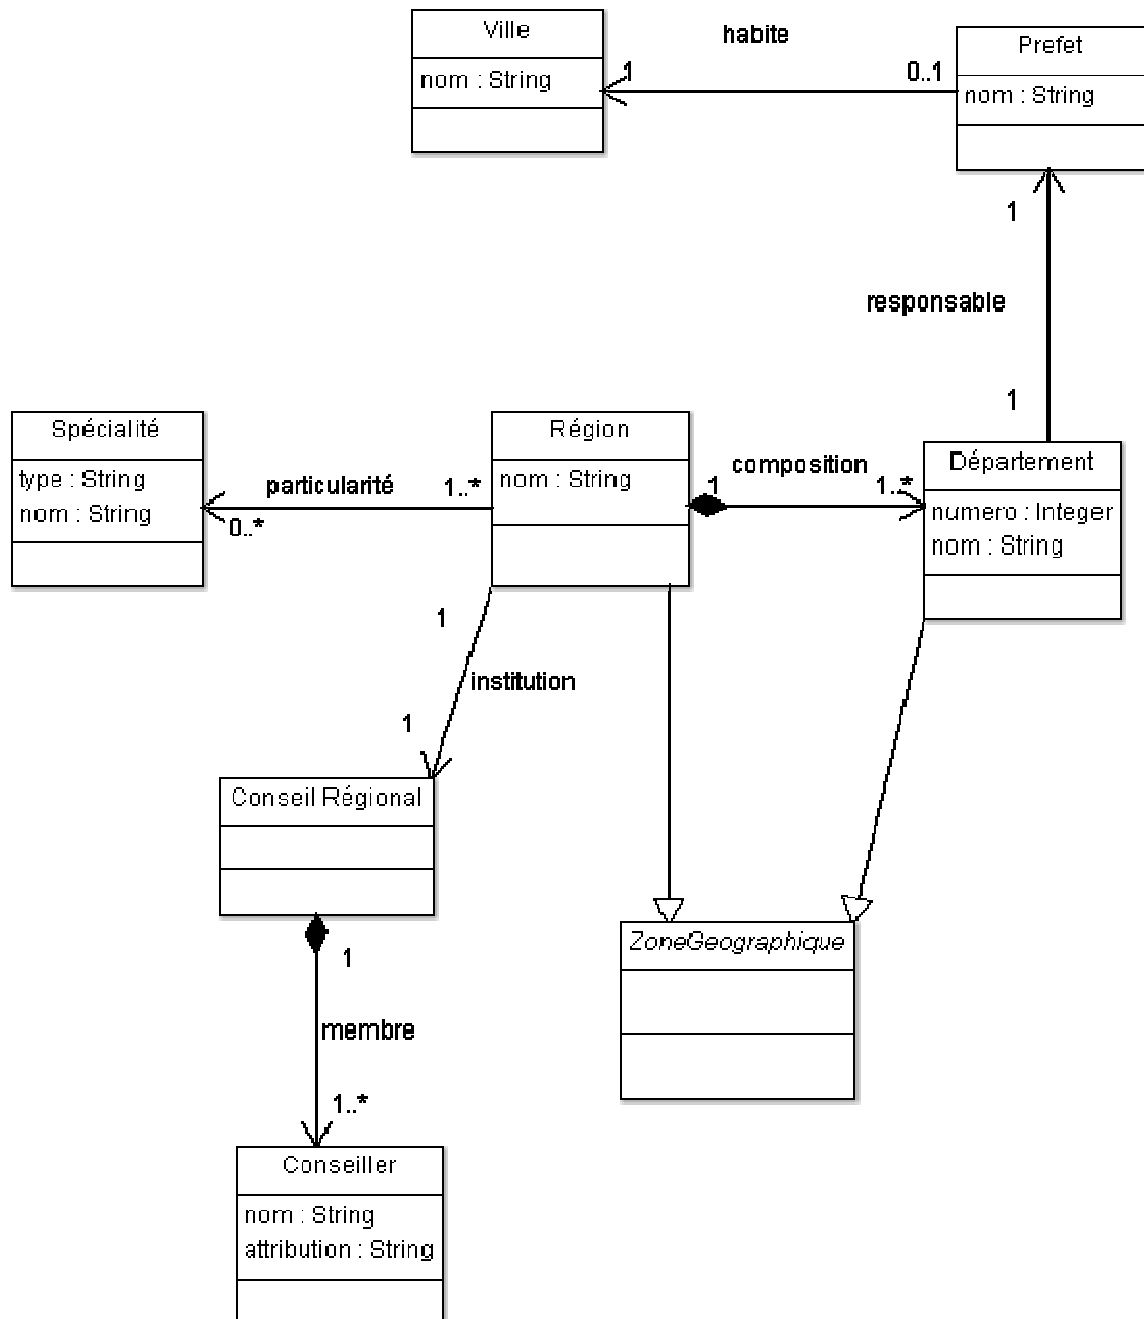 Ville
nom : String
habite
1
0..1
Prefet
nom : String
1
responsable
1
Spécialité
type : String
nom : String
particularité
0..*
1..*
Région
nom : String
composition
1
1..*
Département
numero : Integer
nom : String
1
institution
1
Conseil Régional
1
membre
1..*
ZoneGeographique
Conseiller
nom : String
attribution : String